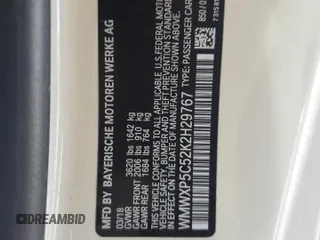 MFD BY BAYERISCHE MOTOREN WERKE AG
03/18
GVWR 3620 lbs 1642 kg
GAWR FRONT 2006 lbs 910 kg
GAWR REAR 1684 lbs 764 kg
THIS VEHICLE CONFORMS TO ALL APPLICABLE U.S. FEDERAL MOTOR
VEHICLE SAFETY, BUMPER AND THEFT PREVENTION STANDARDS
IN EFFECT ON THE DATE OF MANUFACTURE SHOWN ABOVE.
WMWXP5C52K2H29767
TYPE: PASSENGER CAR
850/0